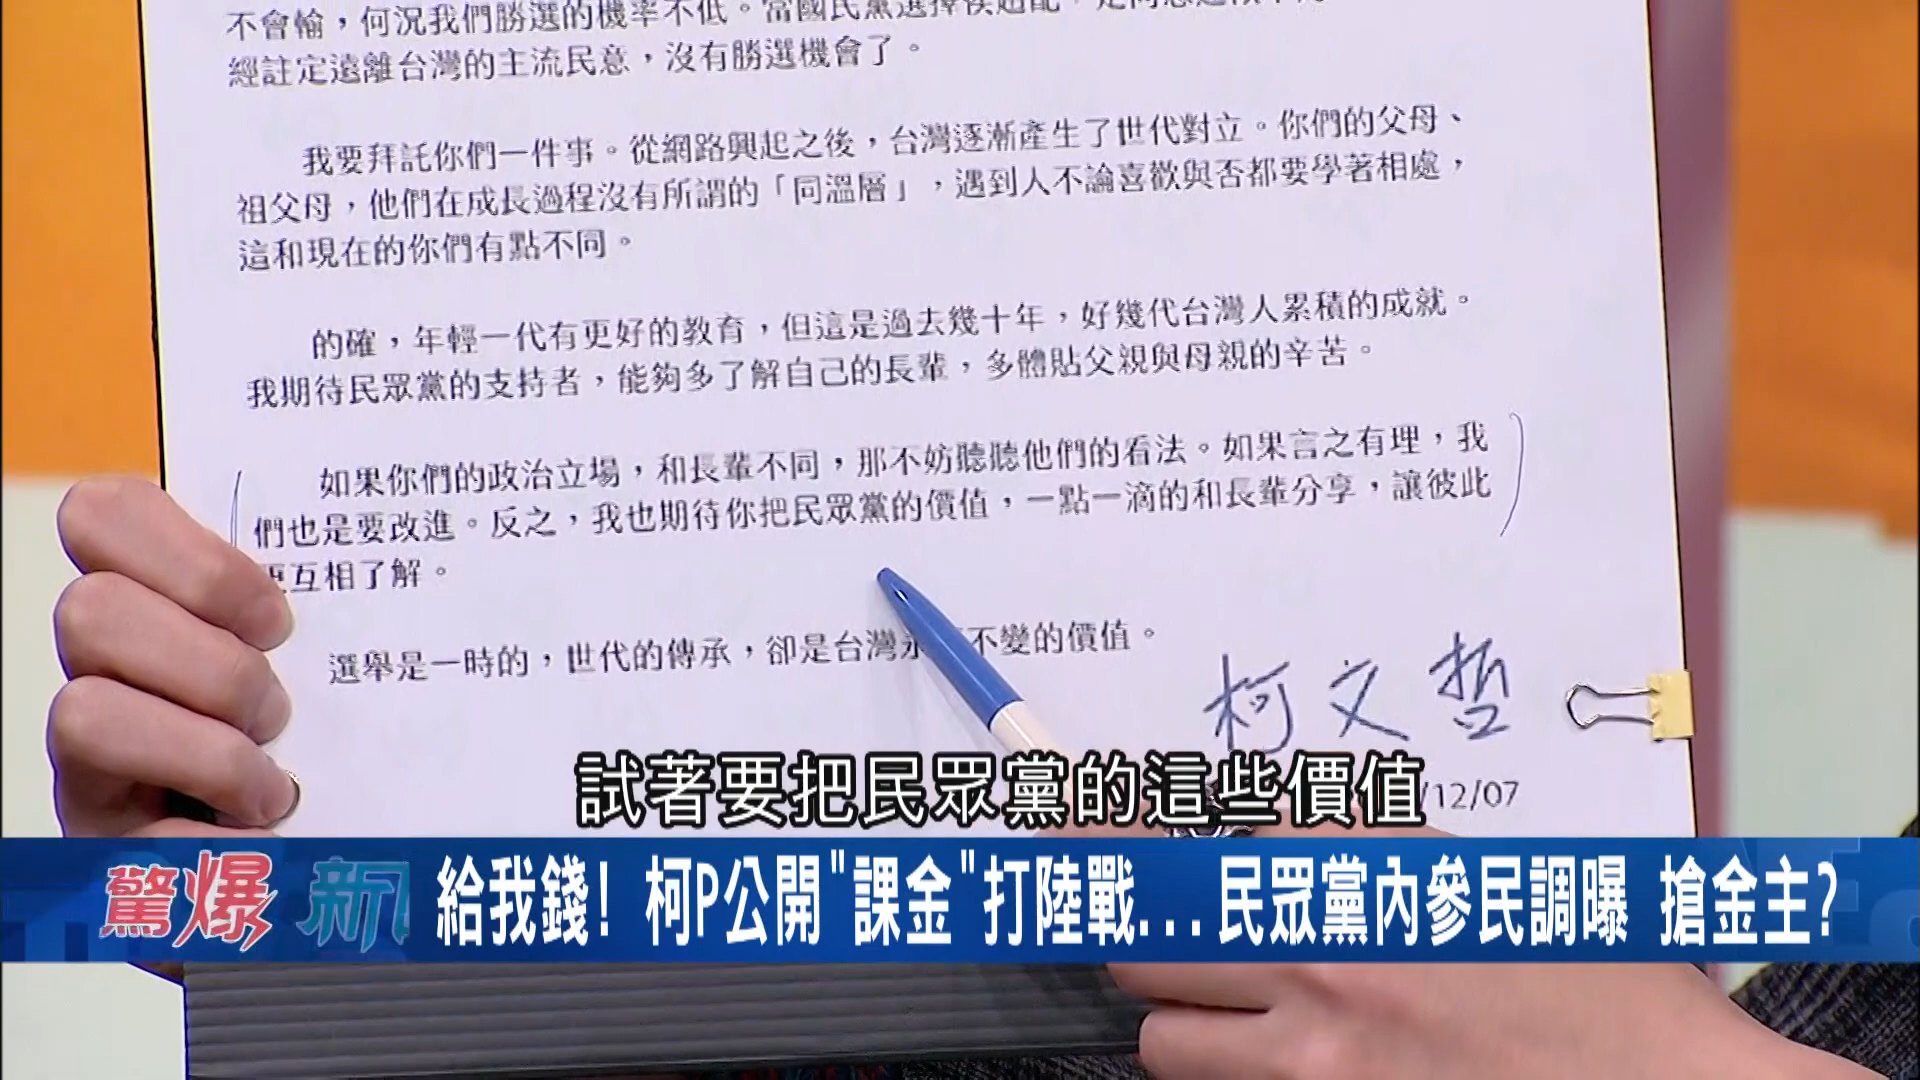 不會輸，何況我們勝選的機率不低。當國民黨選擇侯
經註定遠離台灣的主流民意，沒有勝選機會了。
我要拜託你們一件事。從網路興起之後，台灣逐漸產生了世代對立。你們的父母、
祖父母，他們在成長過程沒有所謂的「同溫層」，遇到人不論喜歡與否都要學著相處，
這和現在的你們有點不同。
的確，年輕一代有更好的教育，但這是過去幾十年，好幾代台灣人累積的成就。
我期待民眾黨的支持者，能夠多了解自己的長輩，多體貼父親與母親的辛苦。
如果你們的政治立場，和長輩不同，那不妨聽聽他們的看法。如果言之有理，我
們也是要改進。反之，我也期待你把民眾黨的價值，一點一滴的和長輩分享，讓彼此
互相了解。
選舉是一時的，世代的傳承，卻是台灣永 不變的價值。
柯文哲
/12/07
試著要把民眾黨的這些價值
驚爆 新
給我錢! 柯P公開"課金"打陸戰...民眾黨內參民調曝 搶金主?